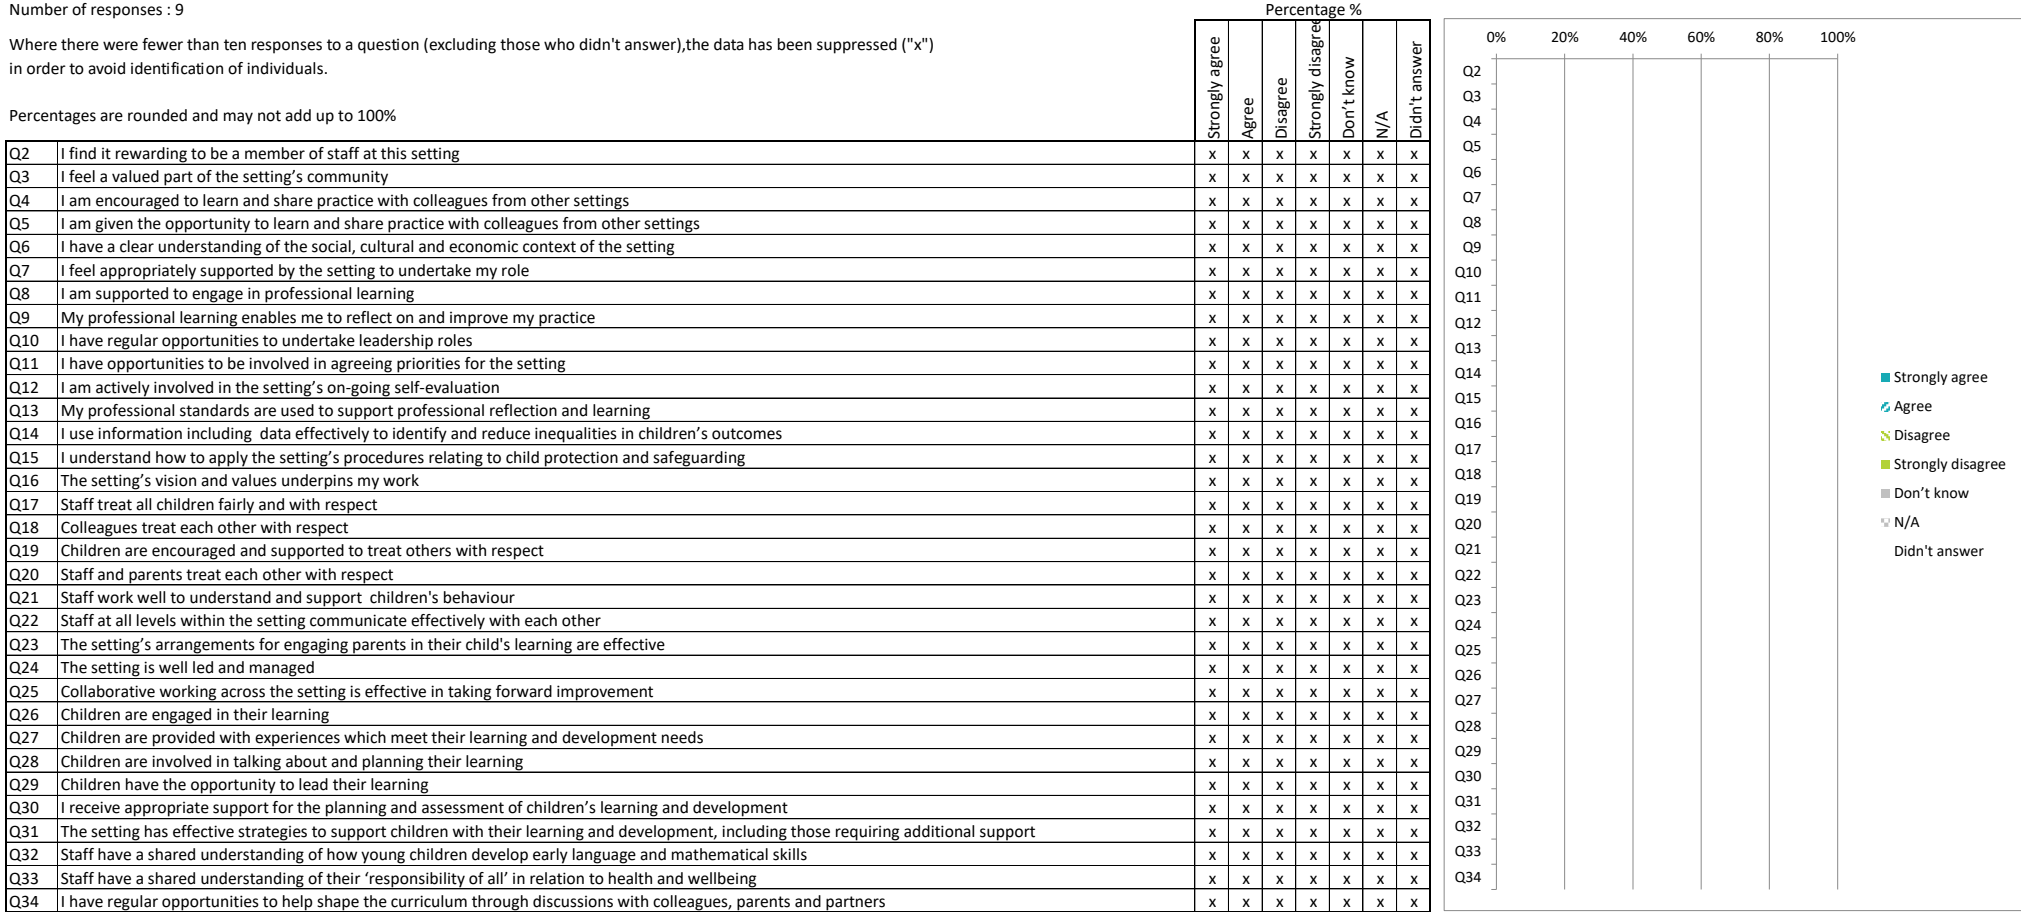 Number of responses : 9
Percentage %
Where there were fewer than ten responses to a question (excluding those who didn't answer),the data has been suppressed ("x")
in order to avoid identification of individuals.
Percentages are rounded and may not add up to 100%
Strongly agree
Agree
Disagree
Strongly disagree
Don't know
N/A
Didn't answer
Q2 I find it rewarding to be a member of staff at this setting x x x x x x x
Q3 I feel a valued part of the setting’s community x x x x x x x
Q4 I am encouraged to learn and share practice with colleagues from other settings x x x x x x x
Q5 I am given the opportunity to learn and share practice with colleagues from other settings x x x x x x x
Q6 I have a clear understanding of the social, cultural and economic context of the setting x x x x x x x
Q7 I feel appropriately supported by the setting to undertake my role x x x x x x x
Q8 I am supported to engage in professional learning x x x x x x x
Q9 My professional learning enables me to reflect on and improve my practice x x x x x x x
Q10 I have regular opportunities to undertake leadership roles x x x x x x x
Q11 I have opportunities to be involved in agreeing priorities for the setting x x x x x x x
Q12 I am actively involved in the setting’s on-going self-evaluation x x x x x x x
Q13 My professional standards are used to support professional reflection and learning x x x x x x x
Q14 I use information including  data effectively to identify and reduce inequalities in children’s outcomes x x x x x x x
Q15 I understand how to apply the setting’s procedures relating to child protection and safeguarding x x x x x x x
Q16 The setting’s vision and values underpins my work x x x x x x x
Q17 Staff treat all children fairly and with respect x x x x x x x
Q18 Colleagues treat each other with respect x x x x x x x
Q19 Children are encouraged and supported to treat others with respect x x x x x x x
Q20 Staff and parents treat each other with respect x x x x x x x
Q21 Staff work well to understand and support  children's behaviour x x x x x x x
Q22 Staff at all levels within the setting communicate effectively with each other x x x x x x x
Q23 The setting’s arrangements for engaging parents in their child's learning are effective x x x x x x x
Q24 The setting is well led and managed x x x x x x x
Q25 Collaborative working across the setting is effective in taking forward improvement x x x x x x x
Q26 Children are engaged in their learning x x x x x x x
Q27 Children are provided with experiences which meet their learning and development needs x x x x x x x
Q28 Children are involved in talking about and planning their learning x x x x x x x
Q29 Children have the opportunity to lead their learning x x x x x x x
Q30 I receive appropriate support for the planning and assessment of children’s learning and development x x x x x x x
Q31 The setting has effective strategies to support children with their learning and development, including those requiring additional support x x x x x x x
Q32 Staff have a shared understanding of how young children develop early language and mathematical skills x x x x x x x
Q33 Staff have a shared understanding of their ‘responsibility of all’ in relation to health and wellbeing x x x x x x x
Q34 I have regular opportunities to help shape the curriculum through discussions with colleagues, parents and partners x x x x x x x
0% 20% 40% 60% 80% 100%
Q2
Q3
Q4
Q5
Q6
Q7
Q8
Q9
Q10
Q11
Q12
Q13
Q14
Q15
Q16
Q17
Q18
Q19
Q20
Q21
Q22
Q23
Q24
Q25
Q26
Q27
Q28
Q29
Q30
Q31
Q32
Q33
Q34
Strongly agree
Agree
Disagree
Strongly disagree
Don’t know
N/A
Didn't answer